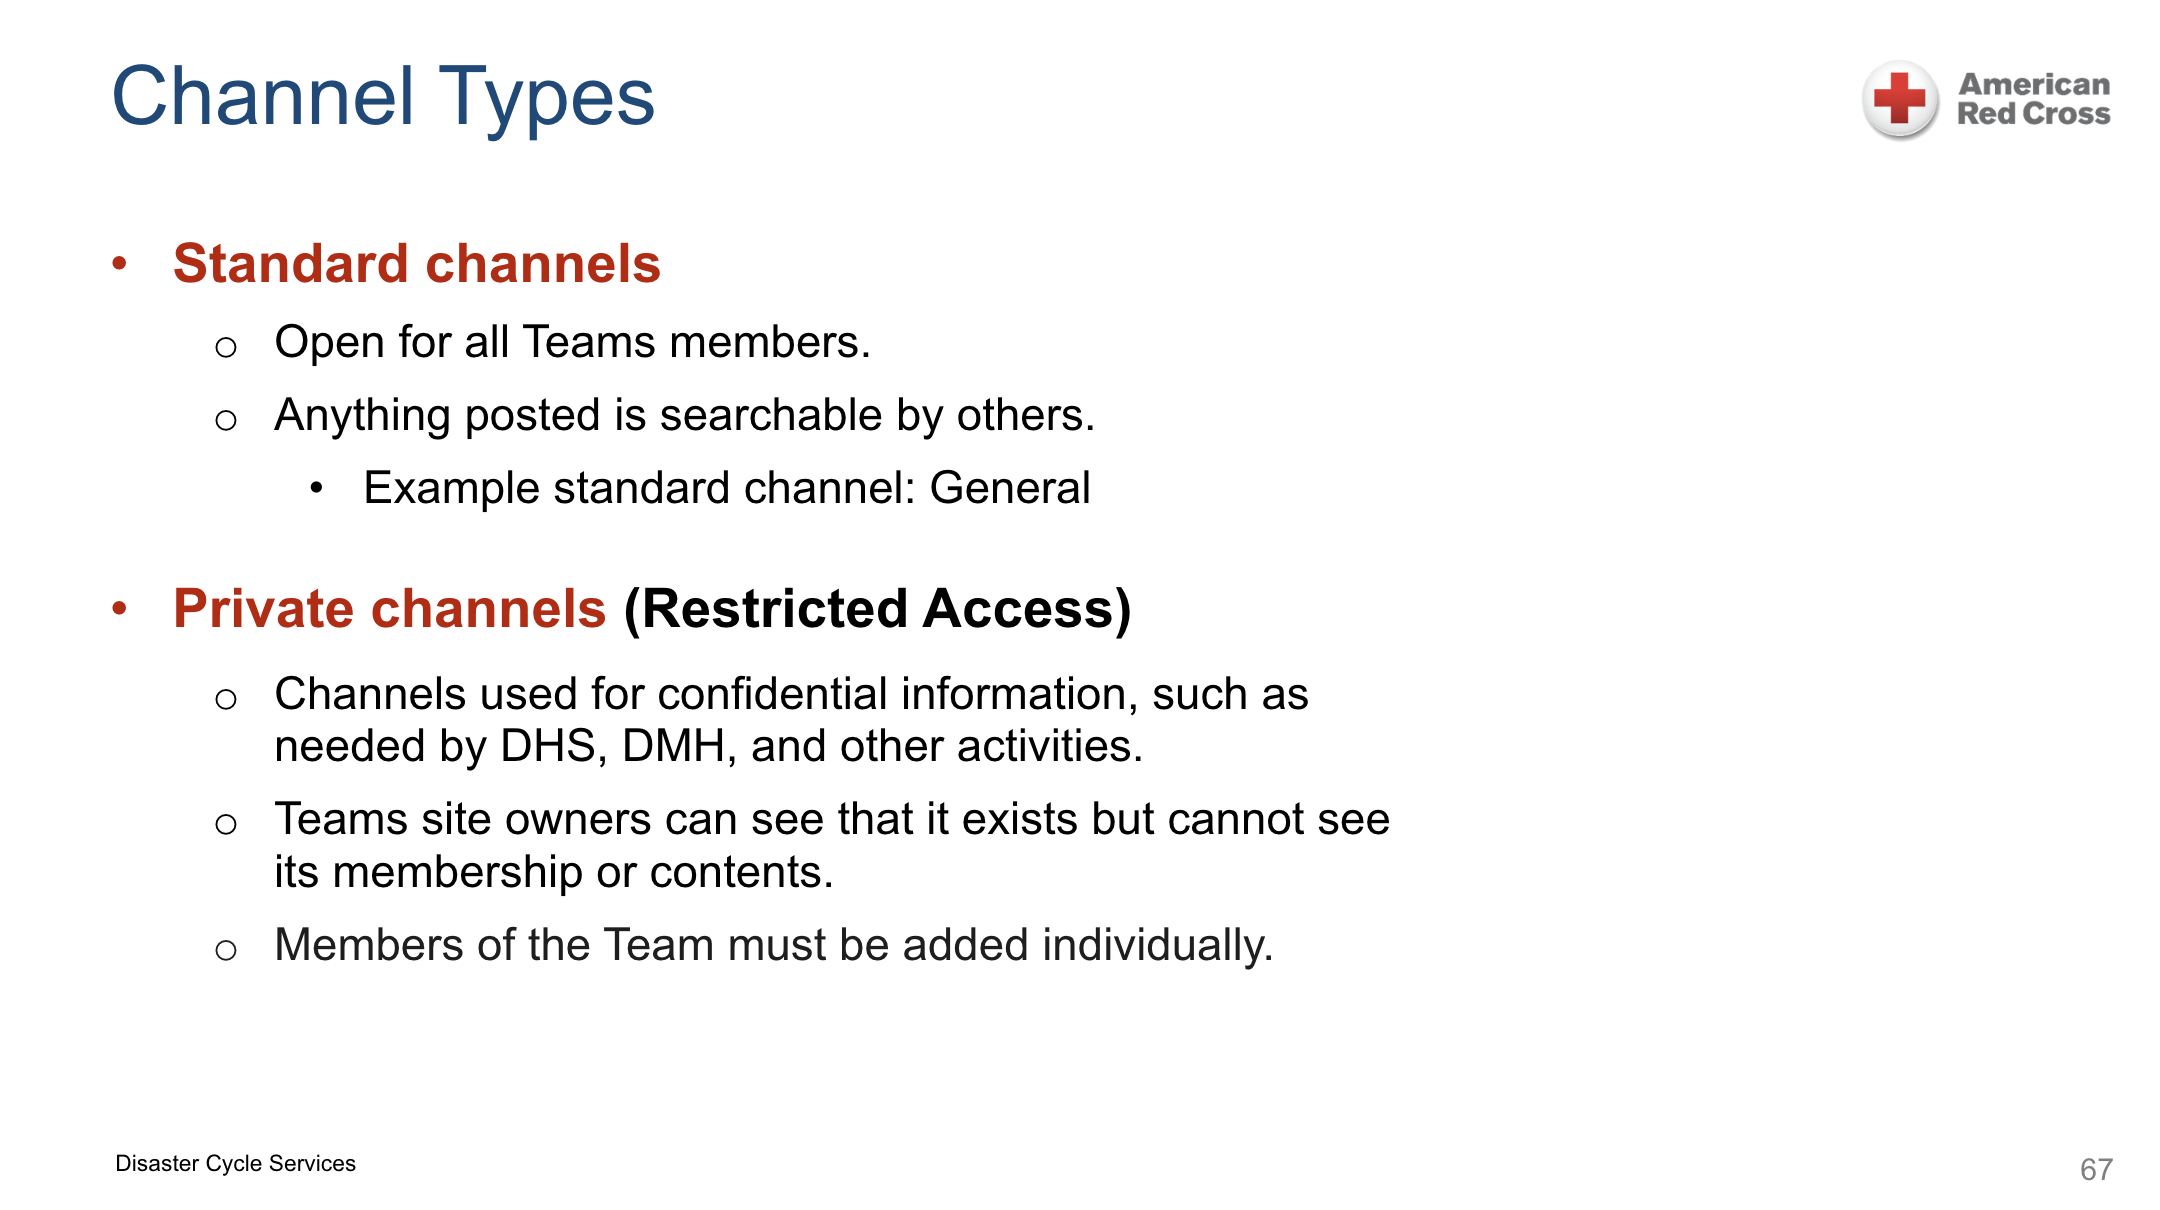 Channel Types
American
Red Cross
• Standard channels
o Open for all Teams members.
o Anything posted is searchable by others.
• Example standard channel: General
• Private channels (Restricted Access)
o Channels used for confidential information, such as
needed by DHS, DMH, and other activities.
o Teams site owners can see that it exists but cannot see
its membership or contents.
o Members of the Team must be added individually.
Disaster Cycle Services
67